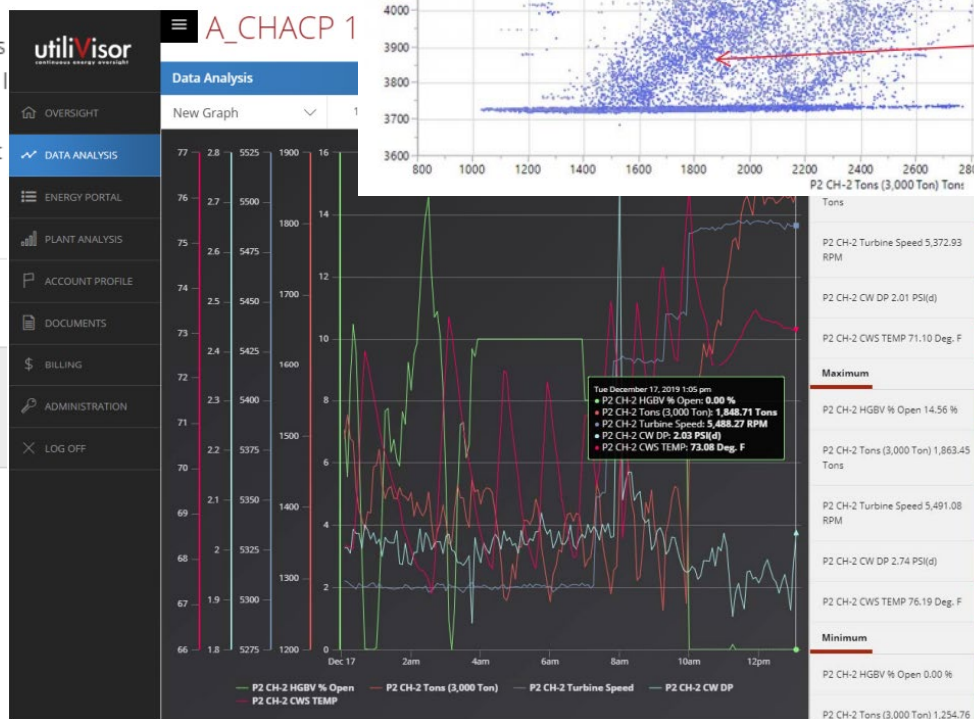 utiliVisor
continuous energy oversight
OVERSIGHT
DATA ANALYSIS
ENERGY PORTAL
PLANT ANALYSIS
ACCOUNT PROFILE
DOCUMENTS
BILLING
ADMINISTRATION
LOG OFF
A_CHACP 1
Data Analysis
New Graph
4000
3900
3800
3700
3600
800 1000 1200 1400 1600 1800 2000 2200 2400 2600
P2 CH-2 Tons (3,000 Ton) Tons
77 2.8 5525 1900 16
76 2.7 5500
1800 14
75 2.6 5475
12
74 2.5 5450 1700
73 2.4 5425 10
1600
72 2.3 5400 8
71 1500
2.2 5375
70 6
69 2.1 5350 1400
4
68 2 5325
1300
67 1.9 5300 2
66 1.8 5275 1200 0
Dec 17 2am 4am 6am 8am 10am 12pm
Tue December 17, 2019 1:05 pm
P2 CH-2 HGBV % Open: 0.00 %
P2 CH-2 Tons (3,000 Ton): 1,848.71 Tons
P2 CH-2 Turbine Speed: 5,488.27 RPM
P2 CH-2 CW DP: 2.03 PSI(d)
P2 CH-2 CWS TEMP: 73.08 Deg. F
P2 CH-2 HGBV % Open P2 CH-2 Tons (3,000 Ton) P2 CH-2 Turbine Speed P2 CH-2 CW DP
P2 CH-2 CWS TEMP
Tons
P2 CH-2 Turbine Speed 5,372.93
RPM
P2 CH-2 CW DP 2.01 PSI(d)
P2 CH-2 CWS TEMP 71.10 Deg. F
Maximum
P2 CH-2 HGBV % Open 14.56 %
P2 CH-2 Tons (3,000 Ton) 1,863.45
Tons
P2 CH-2 Turbine Speed 5,491.08
RPM
P2 CH-2 CW DP 2.74 PSI(d)
P2 CH-2 CWS TEMP 76.19 Deg. F
Minimum
P2 CH-2 HGBV % Open 0.00 %
P2 CH-2 Tons (3,000 Ton) 1,254.76